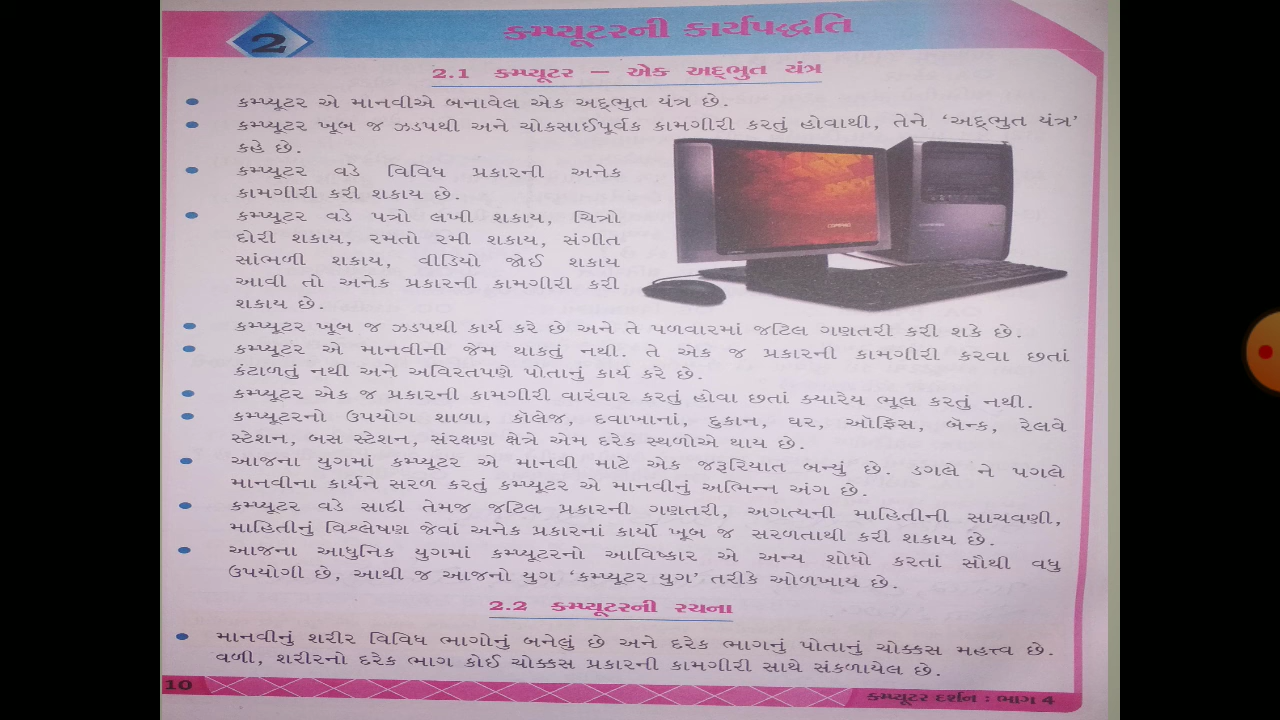 2
કમ્પ્યૂટરની કાર્યપદ્ધતિ
2.1 કમ્પ્યૂટર – એક અદ્ભુત યંત્ર
• કમ્પ્યૂટર એ માનવીએ બનાવેલ એક અદ્ભુત યંત્ર છે.
• કમ્પ્યૂટર ખૂબ જ ઝડપથી અને ચોકસાઈપૂર્વક કામગીરી કરતું હોવાથી, તેને ‘અદ્ભુત યંત્ર’
કહે છે.
• કમ્પ્યૂટર વડે વિવિધ પ્રકારની અનેક
કામગીરી કરી શકાય છે.
• કમ્પ્યૂટર વડે પત્રો લખી શકાય, ચિત્રો
દોરી શકાય, રમતો રમી શકાય, સંગીત
સાંભળી શકાય, વીડિયો જોઈ શકાય
આવી તો અનેક પ્રકારની કામગીરી કરી
શકાય છે.
COMPAQ
• કમ્પ્યૂટર ખૂબ જ ઝડપથી કાર્ય કરે છે અને તે પળવારમાં જટિલ ગણતરી કરી શકે છે.
• કમ્પ્યૂટર એ માનવીની જેમ થાકતું નથી. તે એક જ પ્રકારની કામગીરી કરવા છતાં
કંટાળતું નથી અને અવિરતપણે પોતાનું કાર્ય કરે છે.
• કમ્પ્યૂટર એક જ પ્રકારની કામગીરી વારંવાર કરતું હોવા છતાં ક્યારેય ભૂલ કરતું નથી.
• કમ્પ્યૂટરનો ઉપયોગ શાળા, કૉલેજ, દવાખાનાં, દુકાન, ઘર, ઑફિસ, બેન્ક, રેલવે
સ્ટેશન, બસ સ્ટેશન, સંરક્ષણ ક્ષેત્રે એમ દરેક સ્થળોએ થાય છે.
• આજના યુગમાં કમ્પ્યૂટર એ માનવી માટે એક જરૂરિયાત બન્યું છે. ડગલે ને પગલે
માનવીના કાર્યને સરળ કરતું કમ્પ્યૂટર એ માનવીનું અભિન્ન અંગ છે.
• કમ્પ્યૂટર વડે સાદી તેમજ જટિલ પ્રકારની ગણતરી, અગત્યની માહિતીની સાચવણી,
માહિતીનું વિશ્લેષણ જેવાં અનેક પ્રકારનાં કાર્યો ખૂબ જ સરળતાથી કરી શકાય છે.
• આજના આધુનિક યુગમાં કમ્પ્યૂટરનો આવિષ્કાર એ અન્ય શોધો કરતાં સૌથી વધુ
ઉપયોગી છે, આથી જ આજનો યુગ ‘કમ્પ્યૂટર યુગ’ તરીકે ઓળખાય છે.
2.2 કમ્પ્યૂટરની રચના
• માનવીનું શરીર વિવિધ ભાગોનું બનેલું છે અને દરેક ભાગનું પોતાનું ચોક્કસ મહત્ત્વ છે.
વળી, શરીરનો દરેક ભાગ કોઈ ચોક્કસ પ્રકારની કામગીરી સાથે સંકળાયેલ છે.
10
કમ્પ્યૂટર દર્શન : ભાગ 4